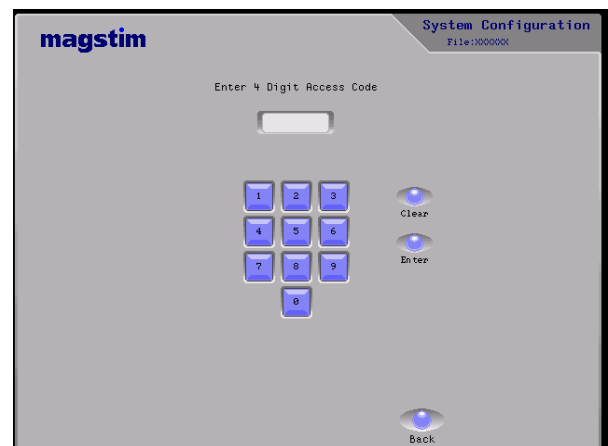 magstim
System Configuration
File:XXXXXX
Enter 4 Digit Access Code
1 2 3
Clear
4 5 6
Enter
7 8 9
0
Back